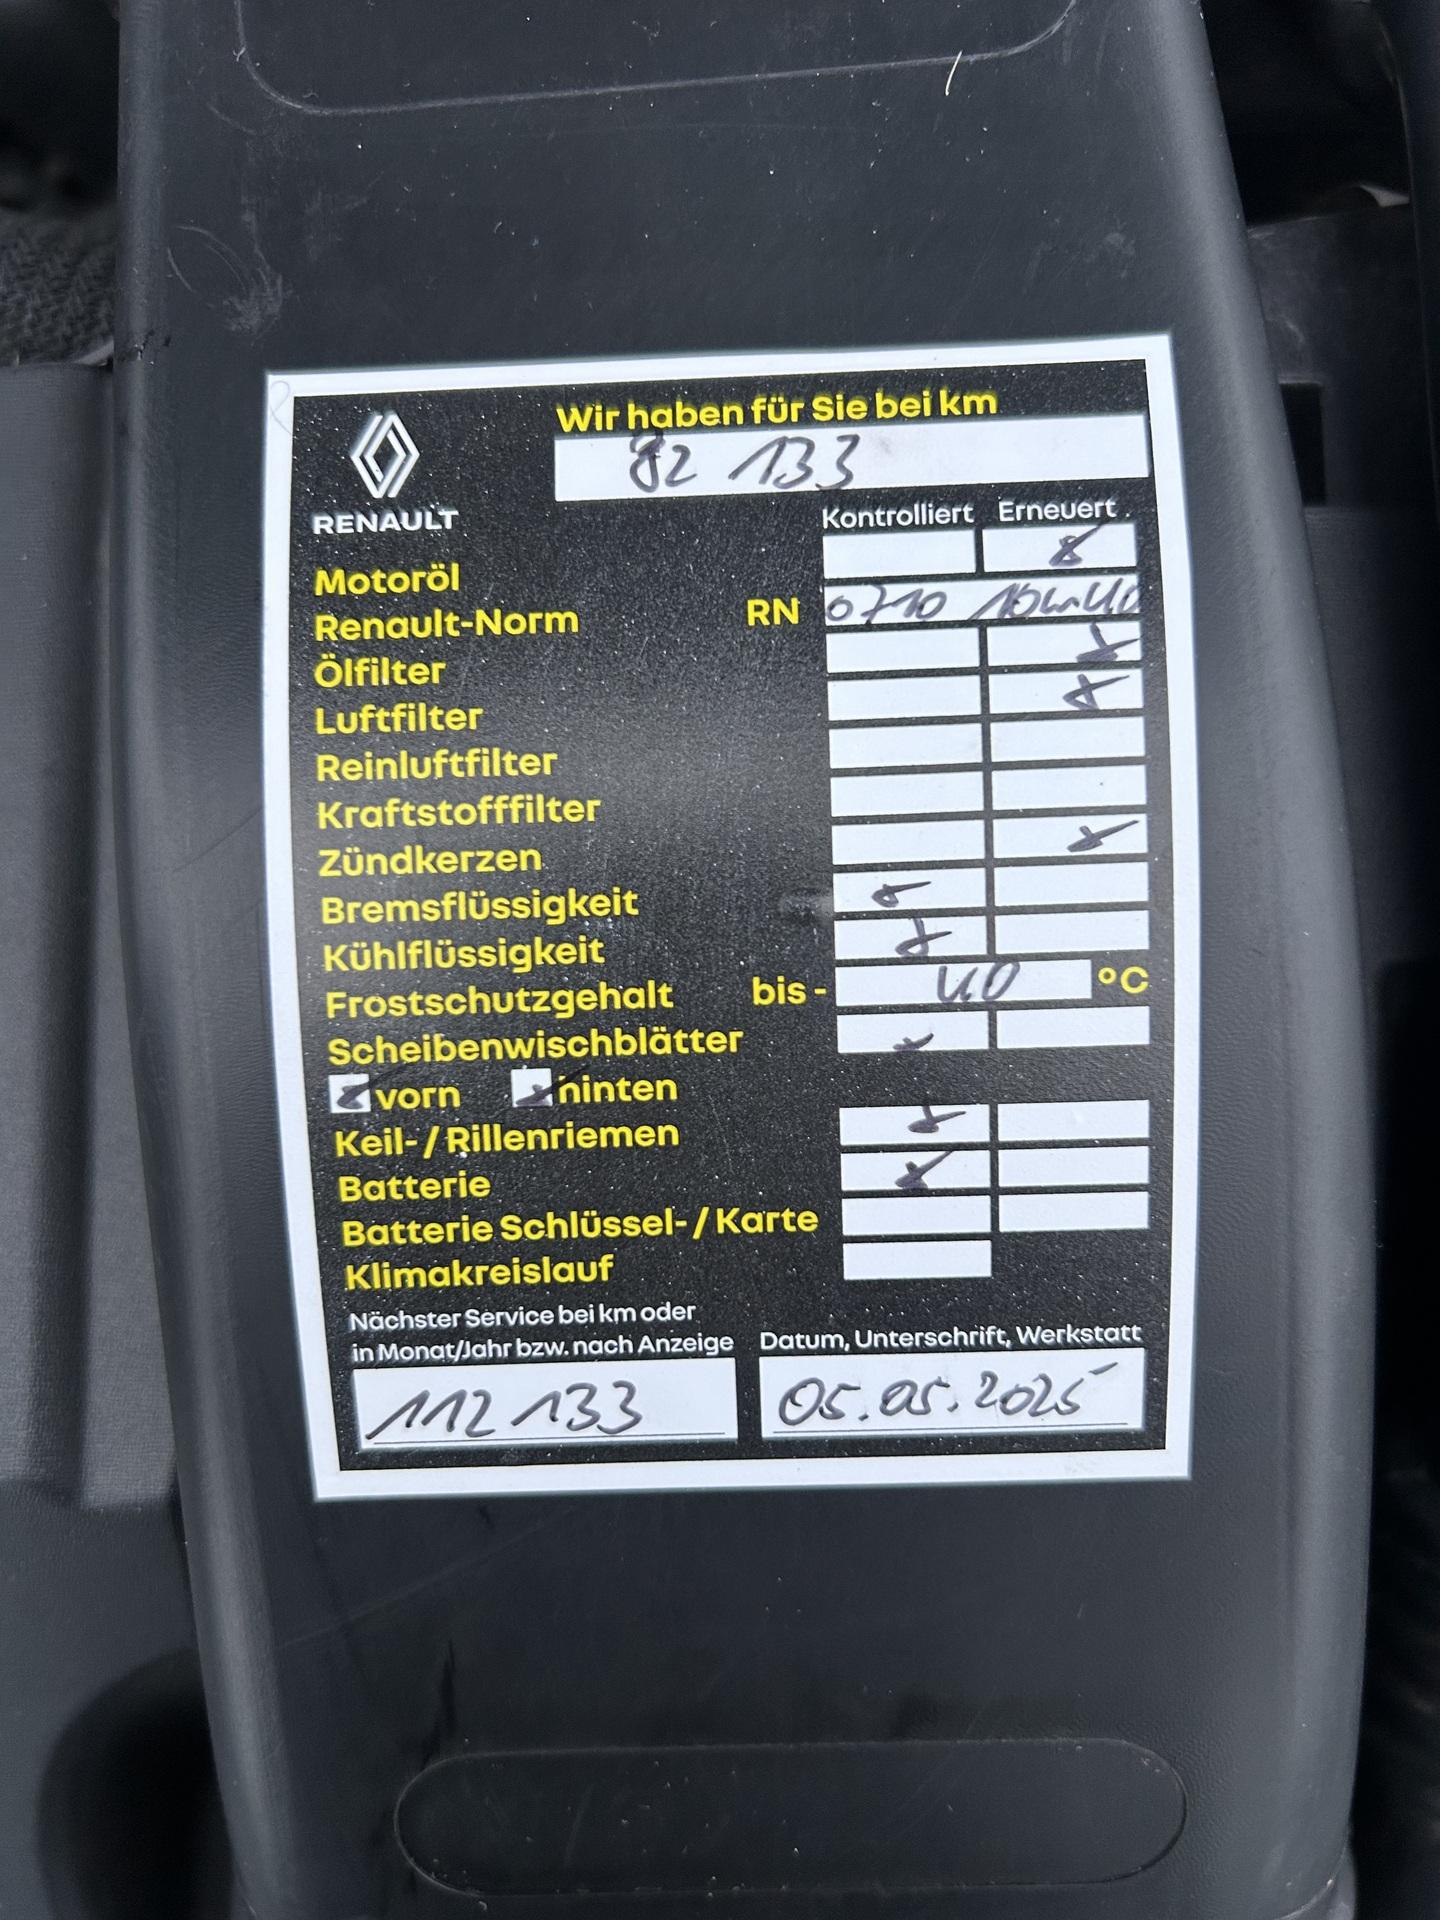 Wir haben für Sie bei km
82 133
RENAULT
Kontrolliert Erneuert
Motoröl
Renault-Norm RN 0710 10W40
Ölfilter
Luftfilter
Reinluftfilter
Kraftstofffilter
Zündkerzen
Bremsflüssigkeit
Kühlflüssigkeit
Frostschutzgehalt bis - 40 °C
Scheibenwischblätter
vorn hinten
Keil- / Rillenriemen
Batterie
Batterie Schlüssel- / Karte
Klimakreislauf
Nächster Service bei km oder
in Monat/Jahr bzw. nach Anzeige
Datum, Unterschrift, Werkstatt
112 133
05.05.2025